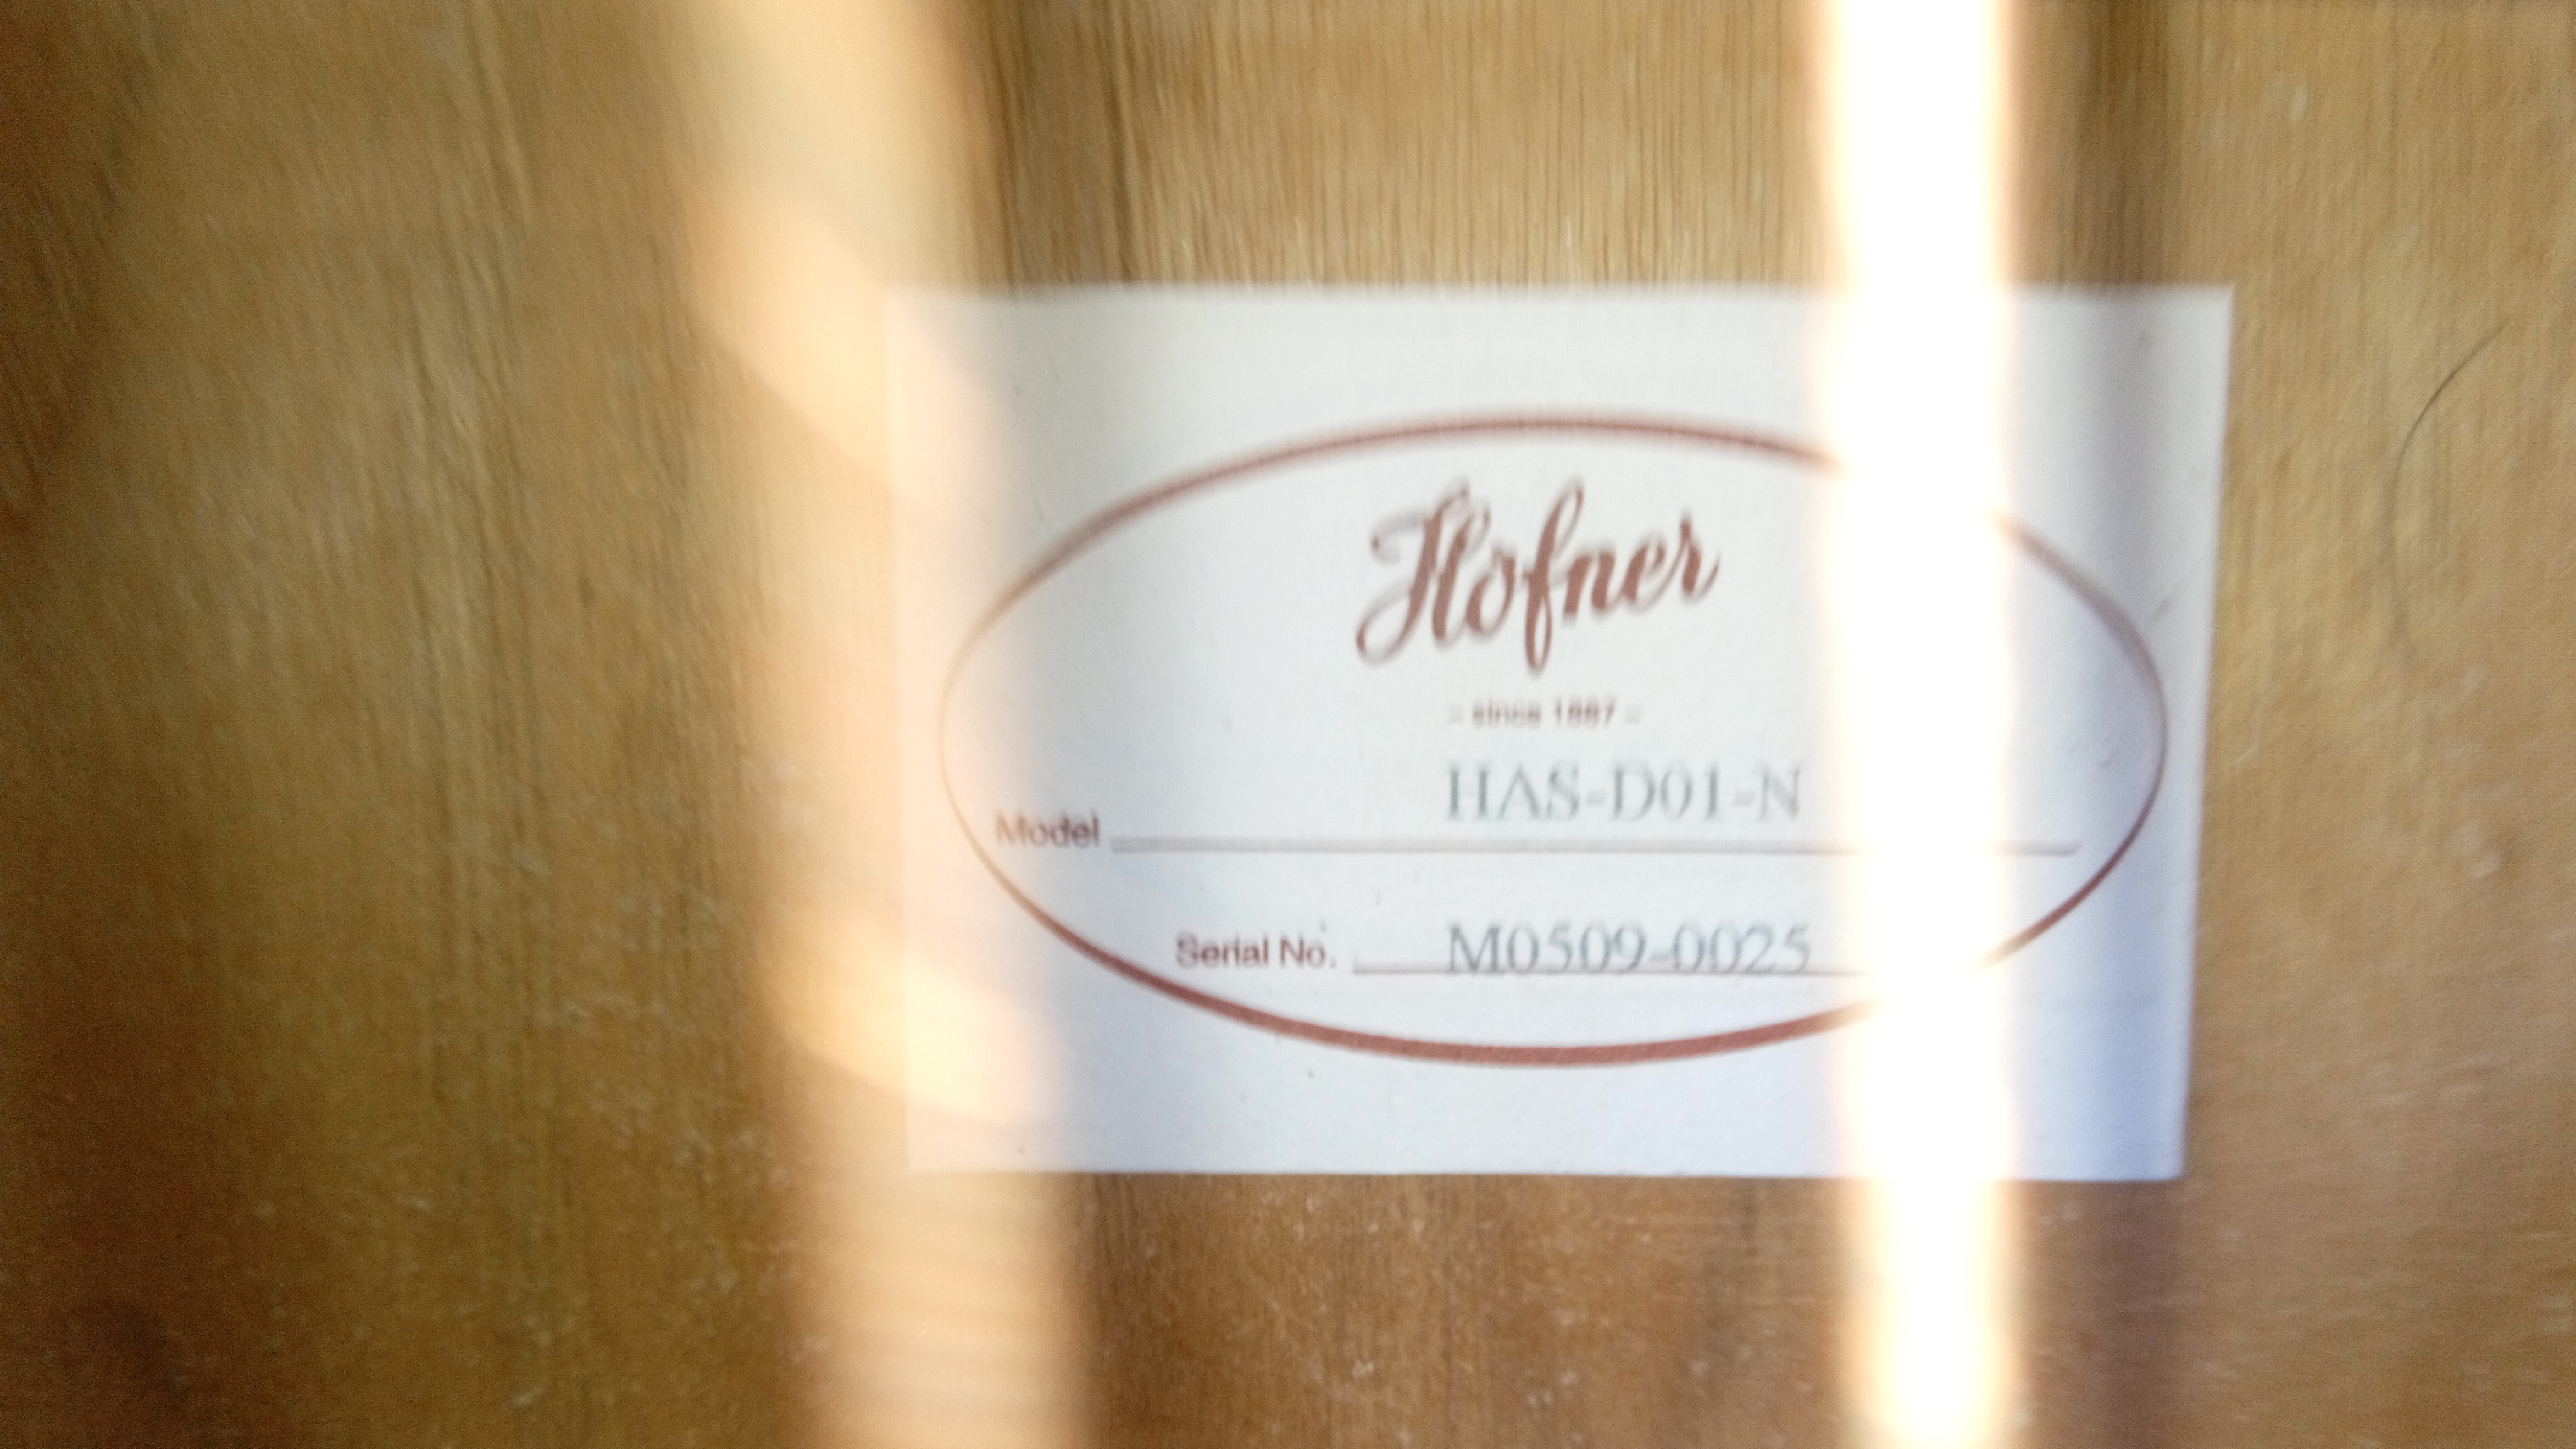 Höfner
- since 1887 -
Model HAS-D01-N
Serial No. M0509-0025